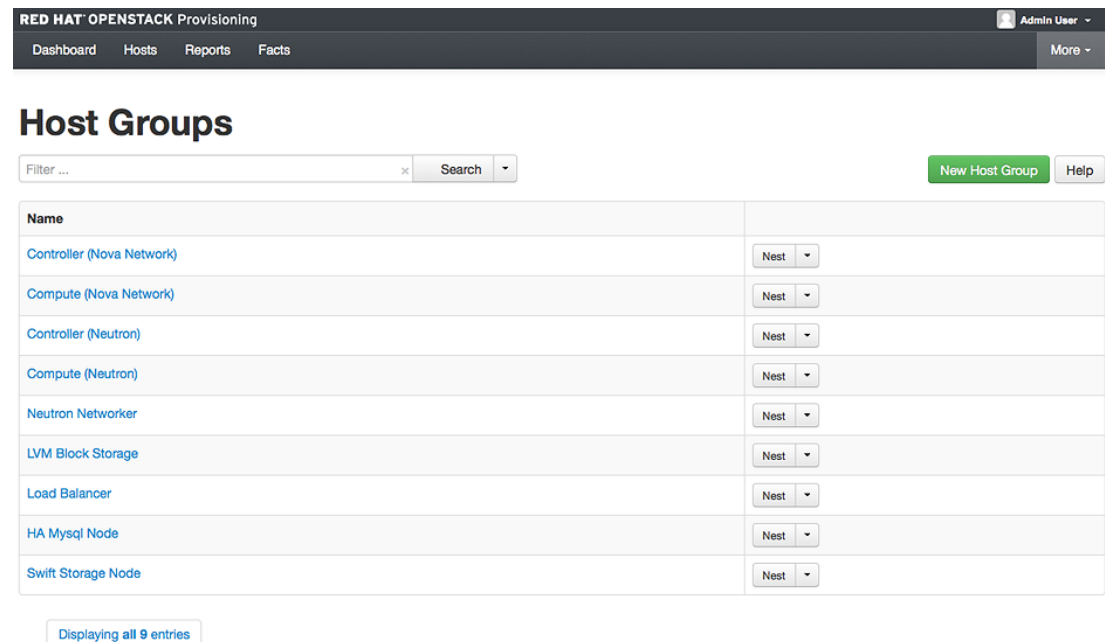 RED HAT OPENSTACK Provisioning Admin User
Dashboard Hosts Reports Facts More
Host Groups
Filter ... × Search New Host Group Help
Name
Controller (Nova Network) Nest
Compute (Nova Network) Nest
Controller (Neutron) Nest
Compute (Neutron) Nest
Neutron Networker Nest
LVM Block Storage Nest
Load Balancer Nest
HA Mysql Node Nest
Swift Storage Node Nest
Displaying all 9 entries